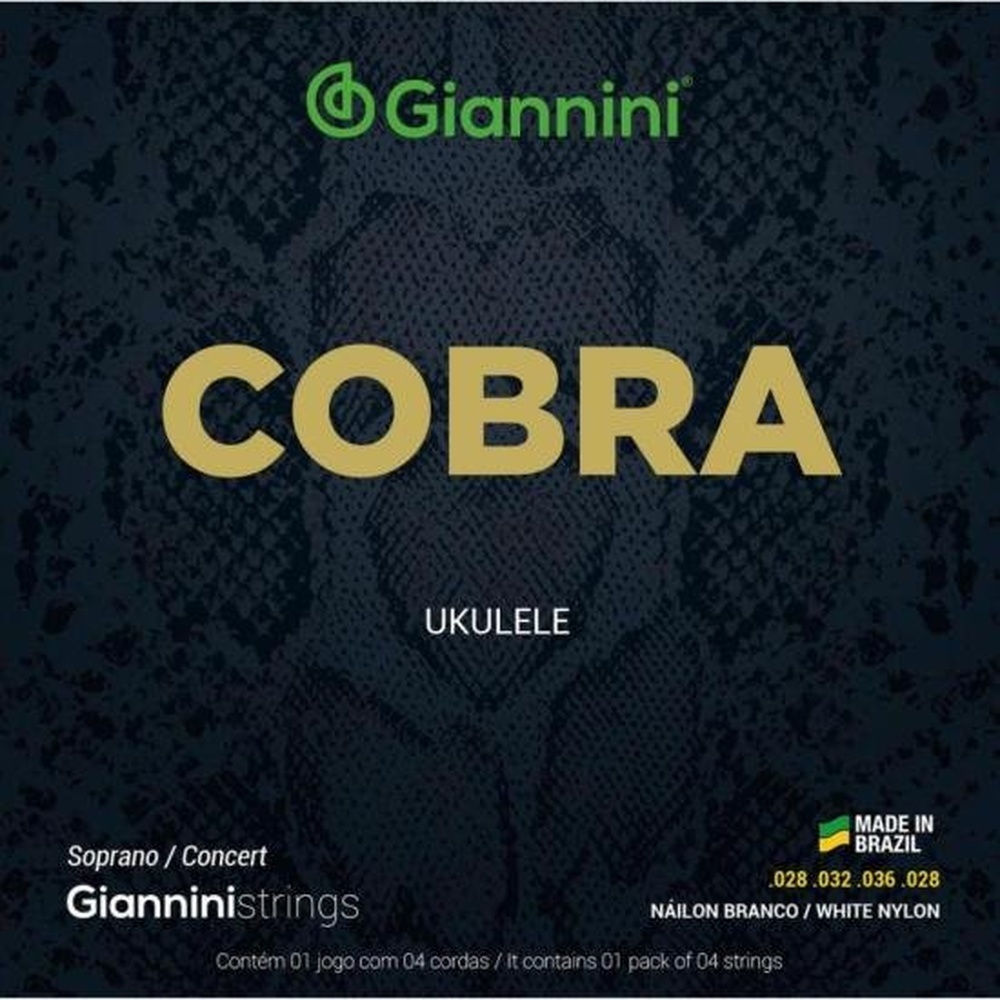 Giannini®
COBRA
UKULELE
MADE IN
BRAZIL
Soprano / Concert
.028 .032 .036 .028
Gianninistrings
NÁILON BRANCO / WHITE NYLON
Contém 01 jogo com 04 cordas / It contains 01 pack of 04 strings